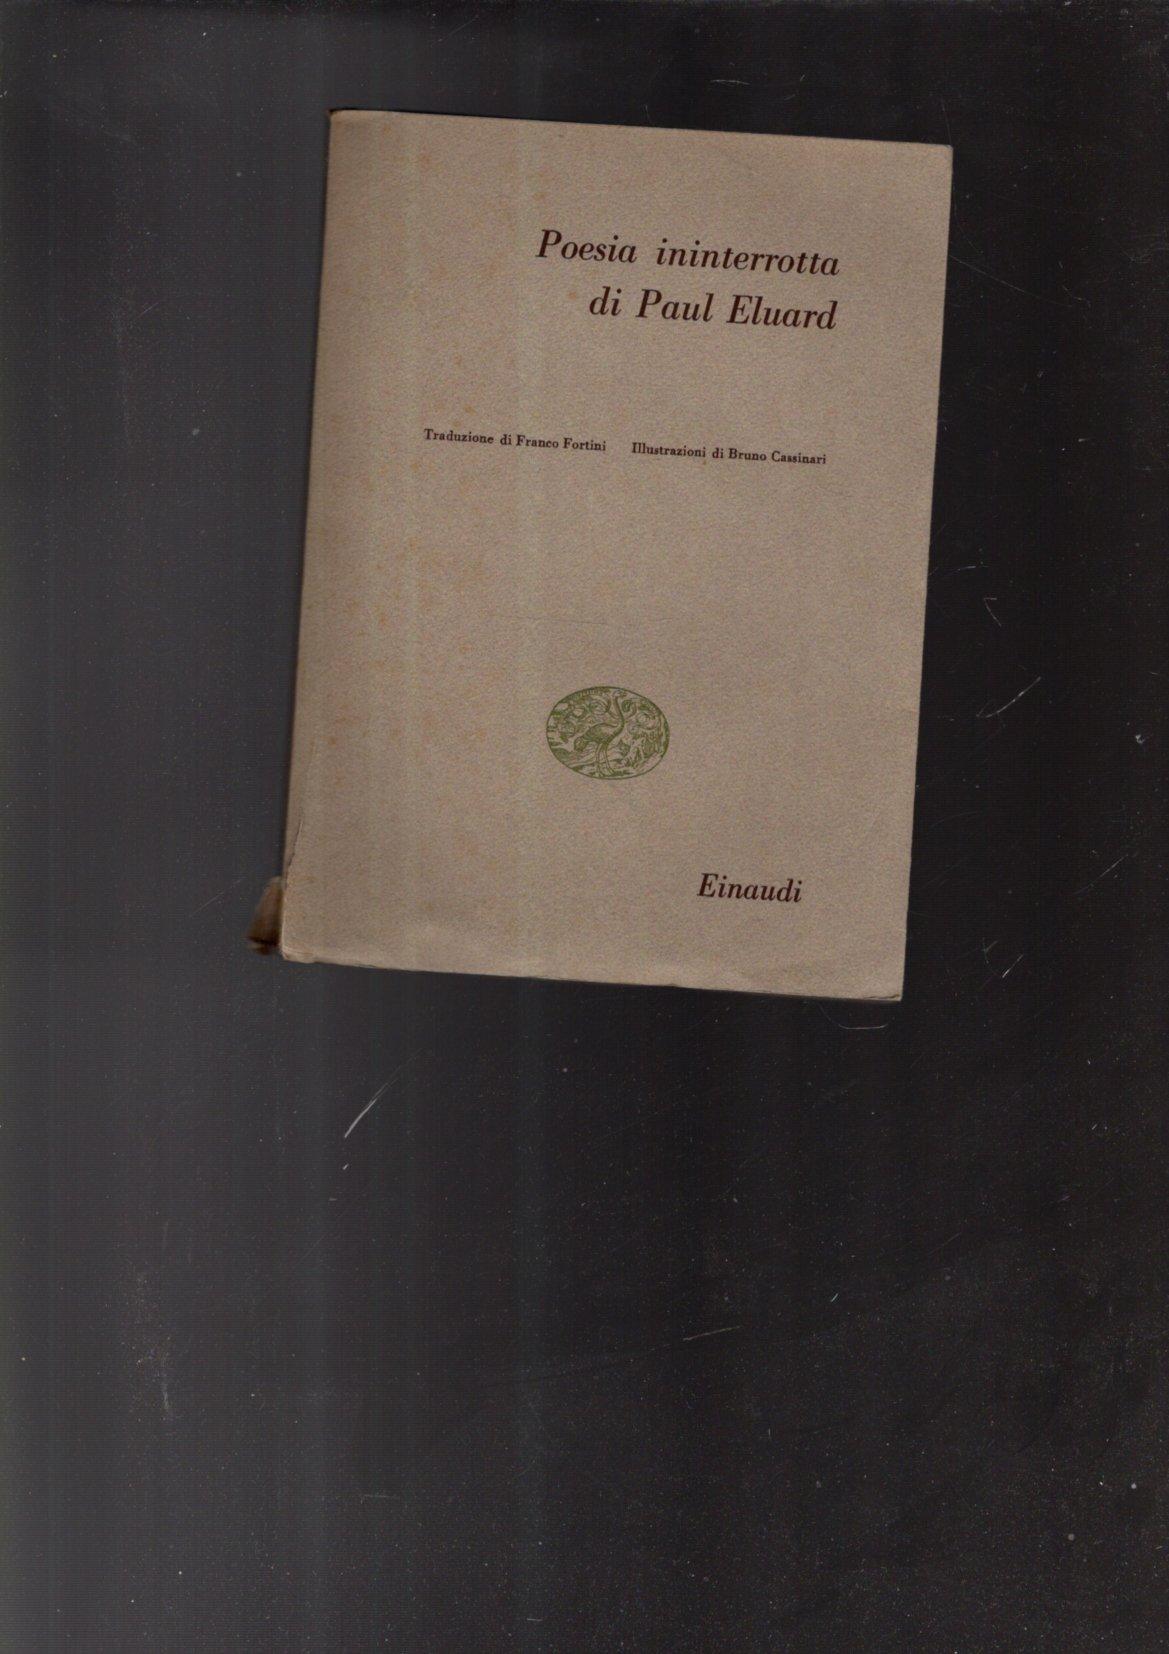 Poesia ininterrotta
di Paul Eluard
Traduzione di Franco Fortini Illustrazioni di Bruno Cassinari
Einaudi